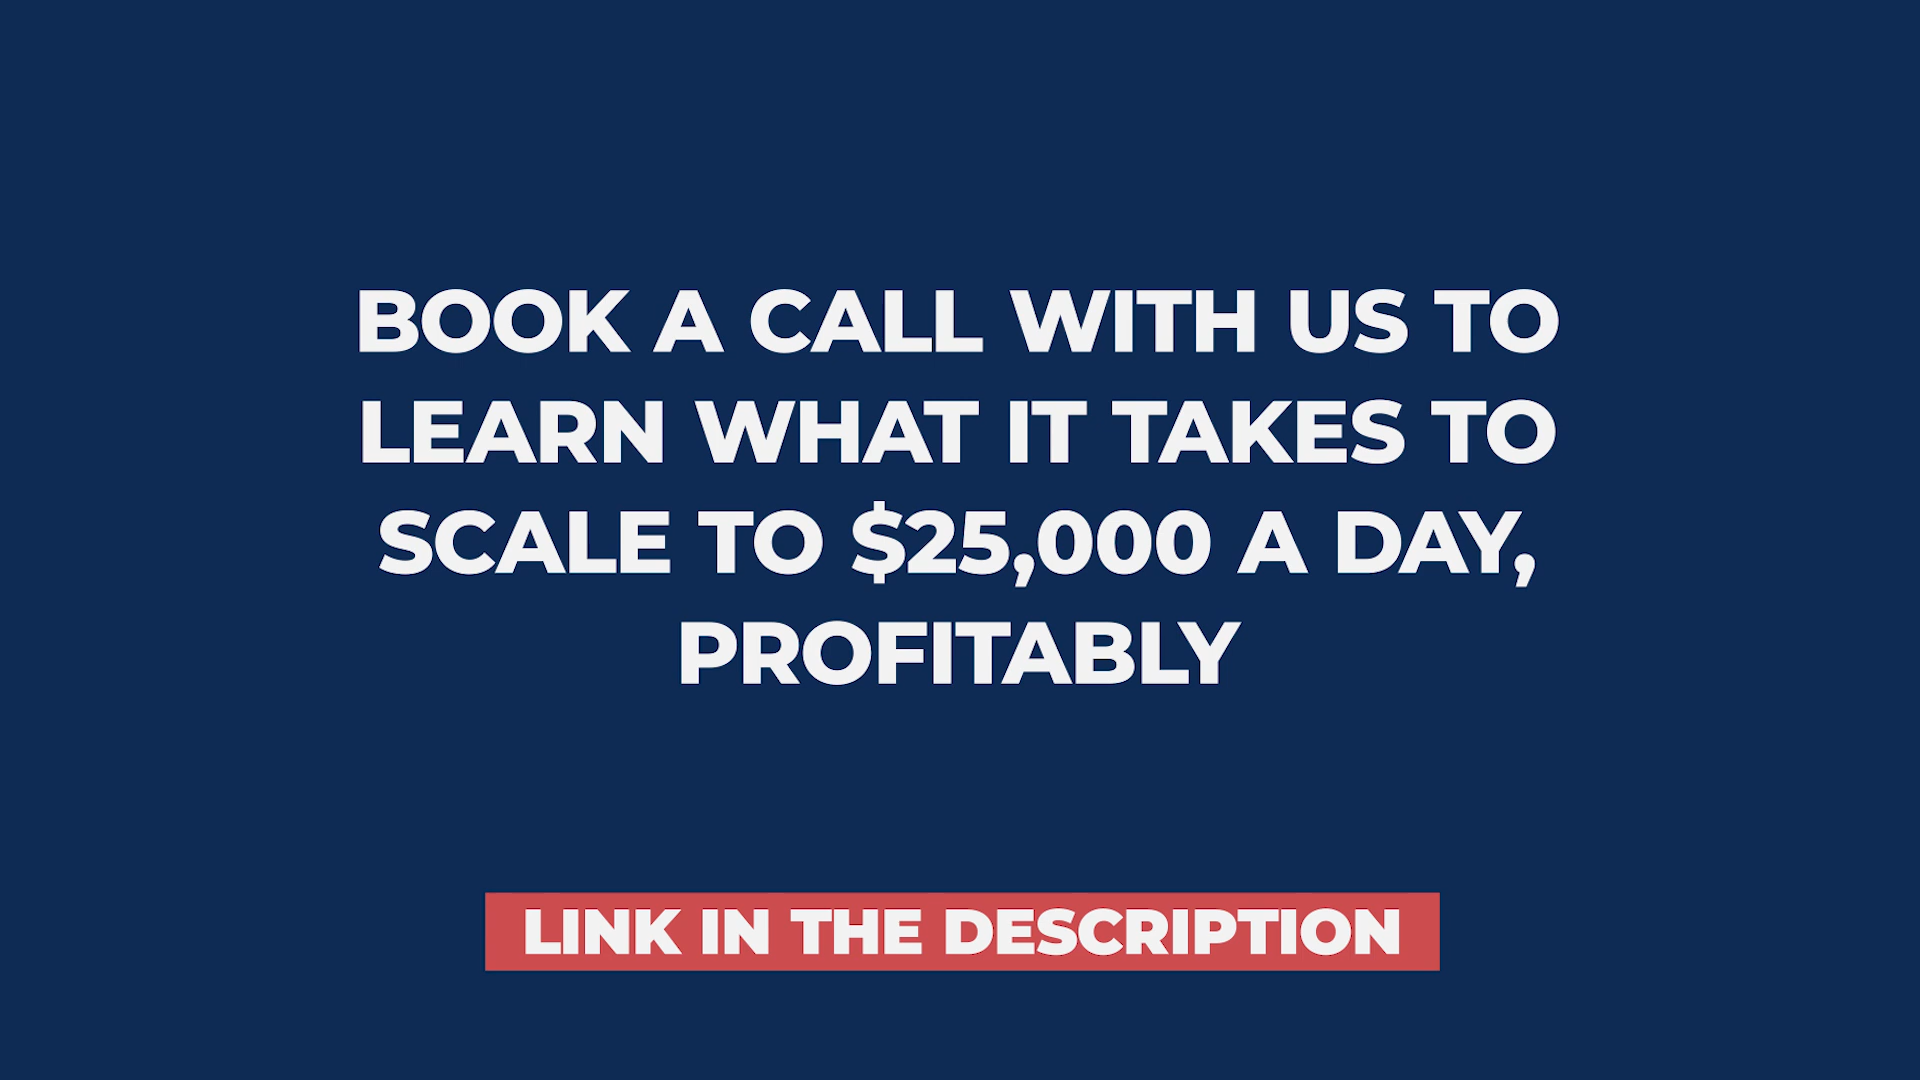 BOOK A CALL WITH US TO
LEARN WHAT IT TAKES TO
SCALE TO $25,000 A DAY,
PROFITABLY
LINK IN THE DESCRIPTION